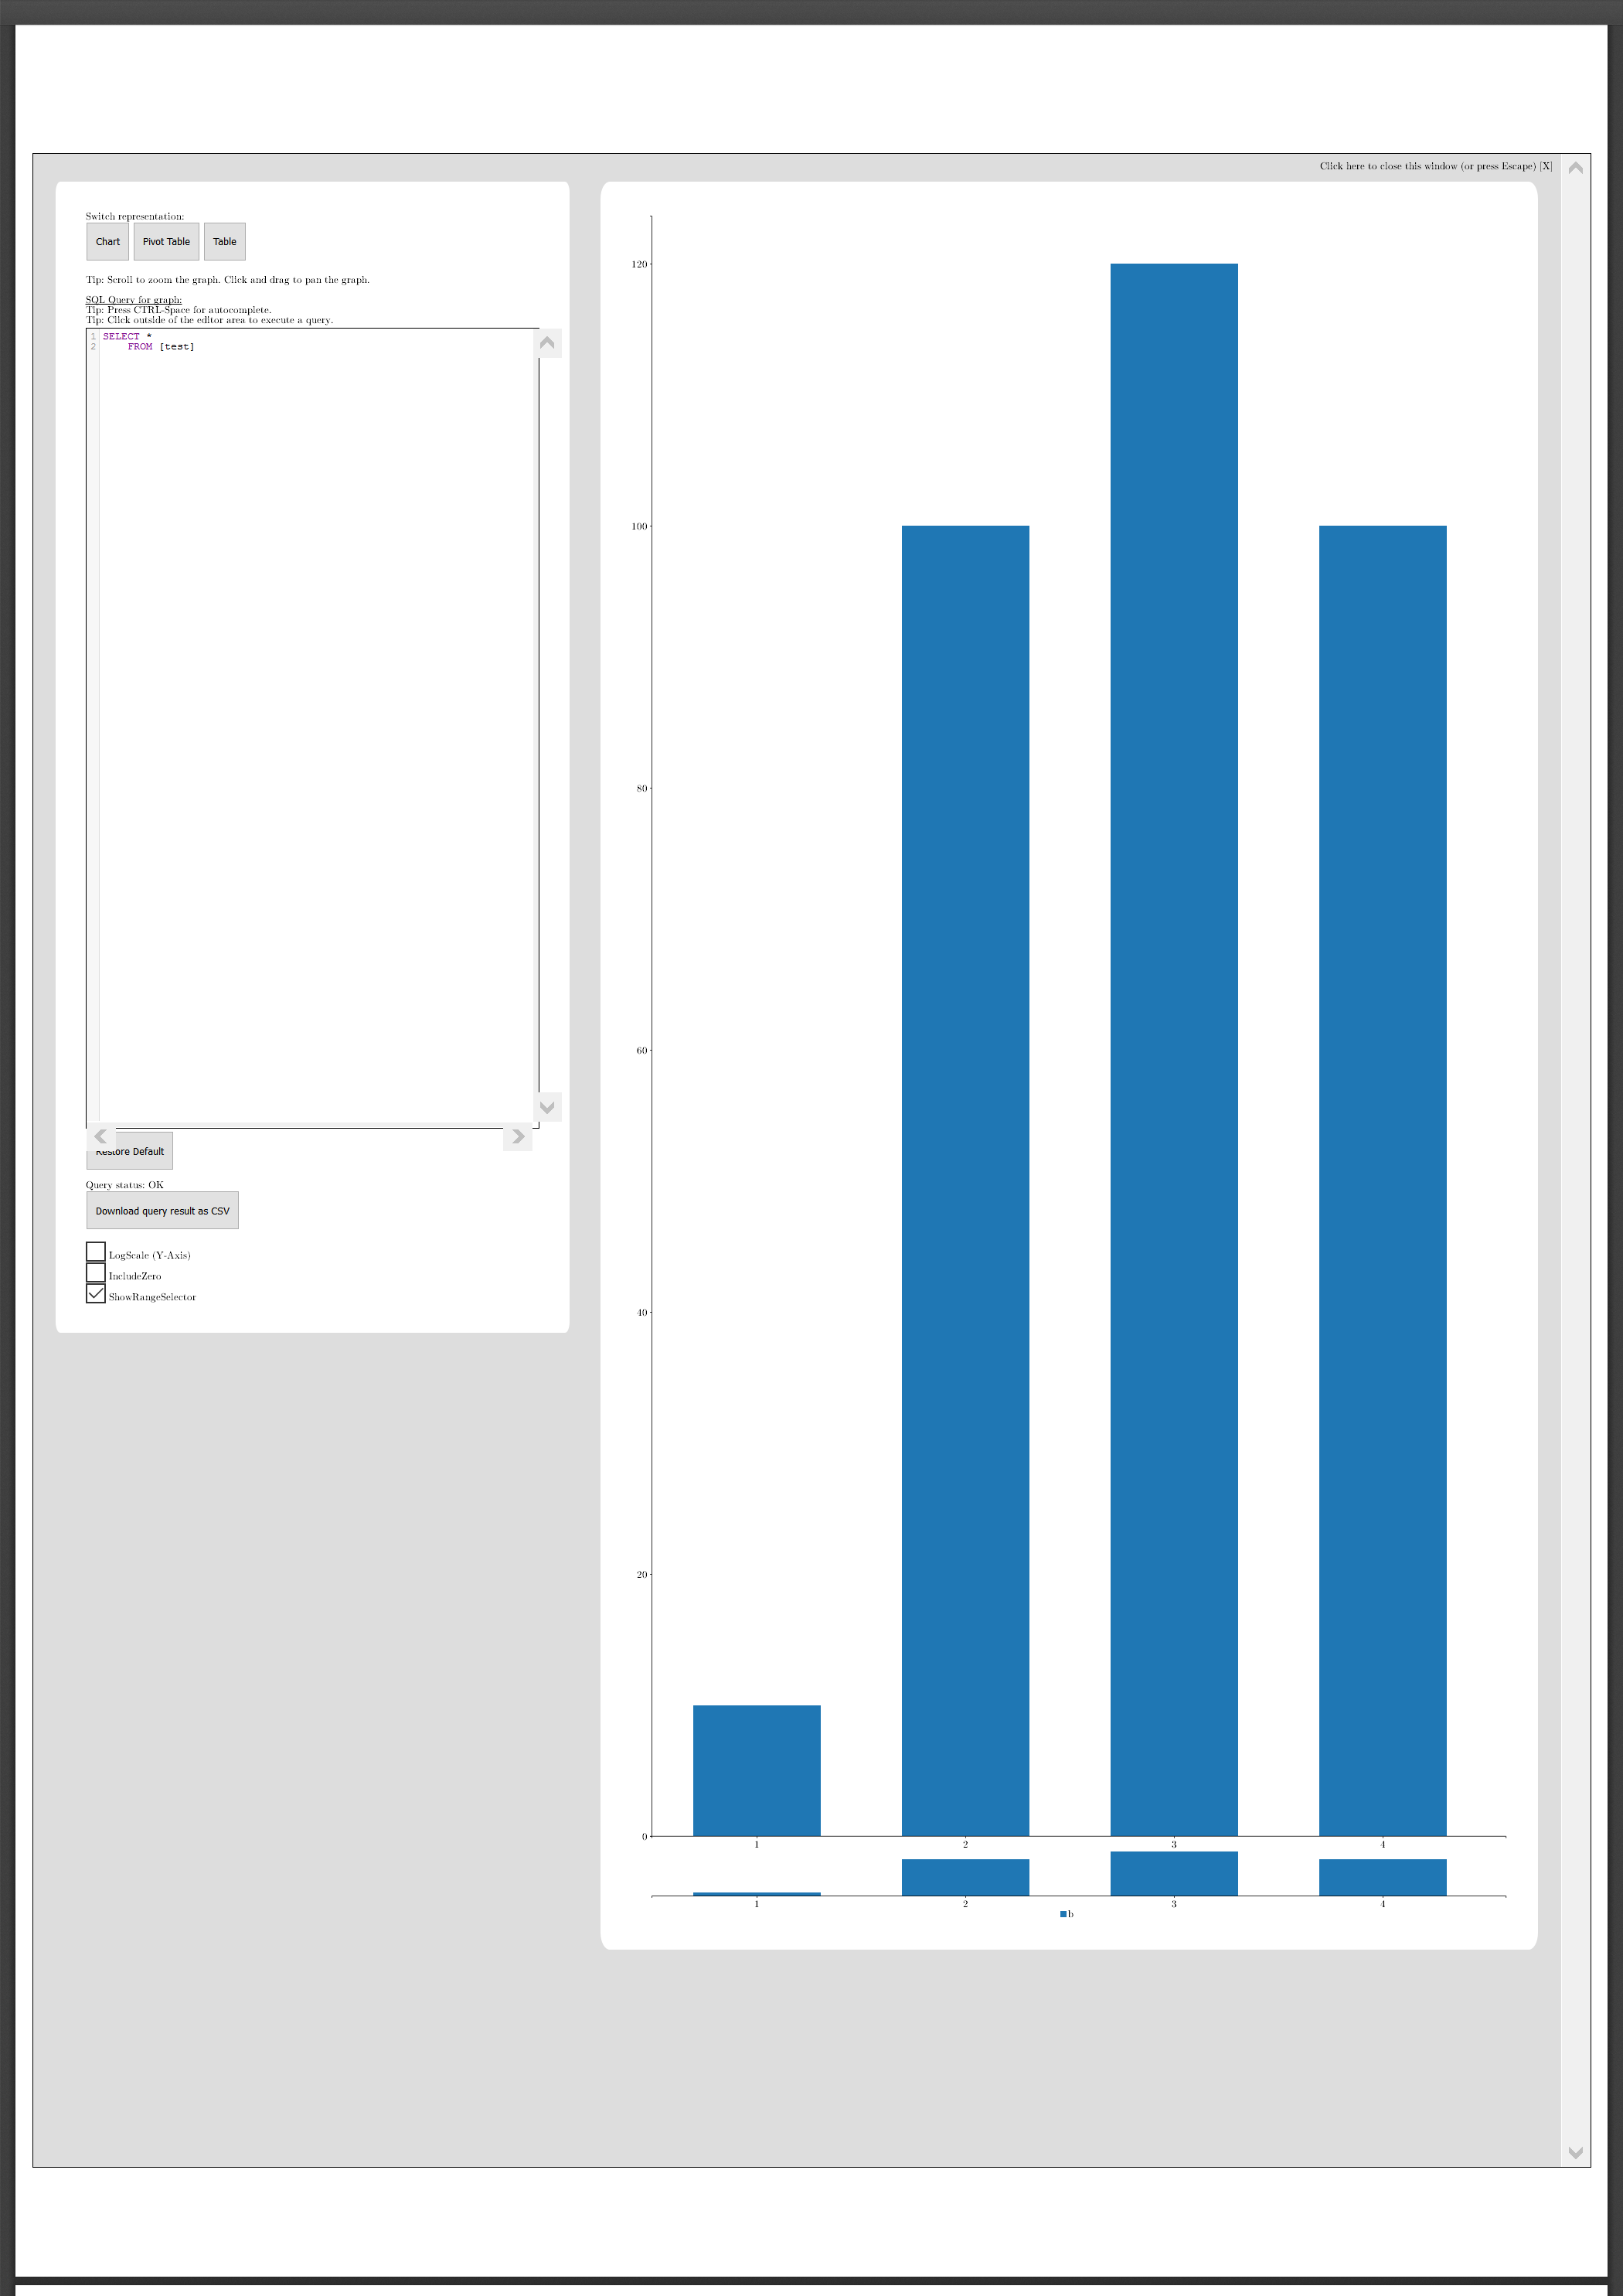 Click here to close this window (or press Escape) [X]
Switch representation:
Chart Pivot Table Table
Tip: Scroll to zoom the graph. Click and drag to pan the graph.
SQL Query for graph:
Tip: Press CTRL-Space for autocomplete.
Tip: Click outside of the editor area to execute a query.
1 SELECT *
2 FROM [test]
Restore Default
Query status: OK
Download query result as CSV
LogScale (Y-Axis)
IncludeZero
ShowRangeSelector
120
100
80
60
40
20
0
1 2 3 4
1 2 3 4
b